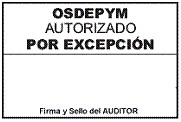 OSDEPYM
AUTORIZADO
POR EXCEPCIÓN
Firma y Sello del AUDITOR